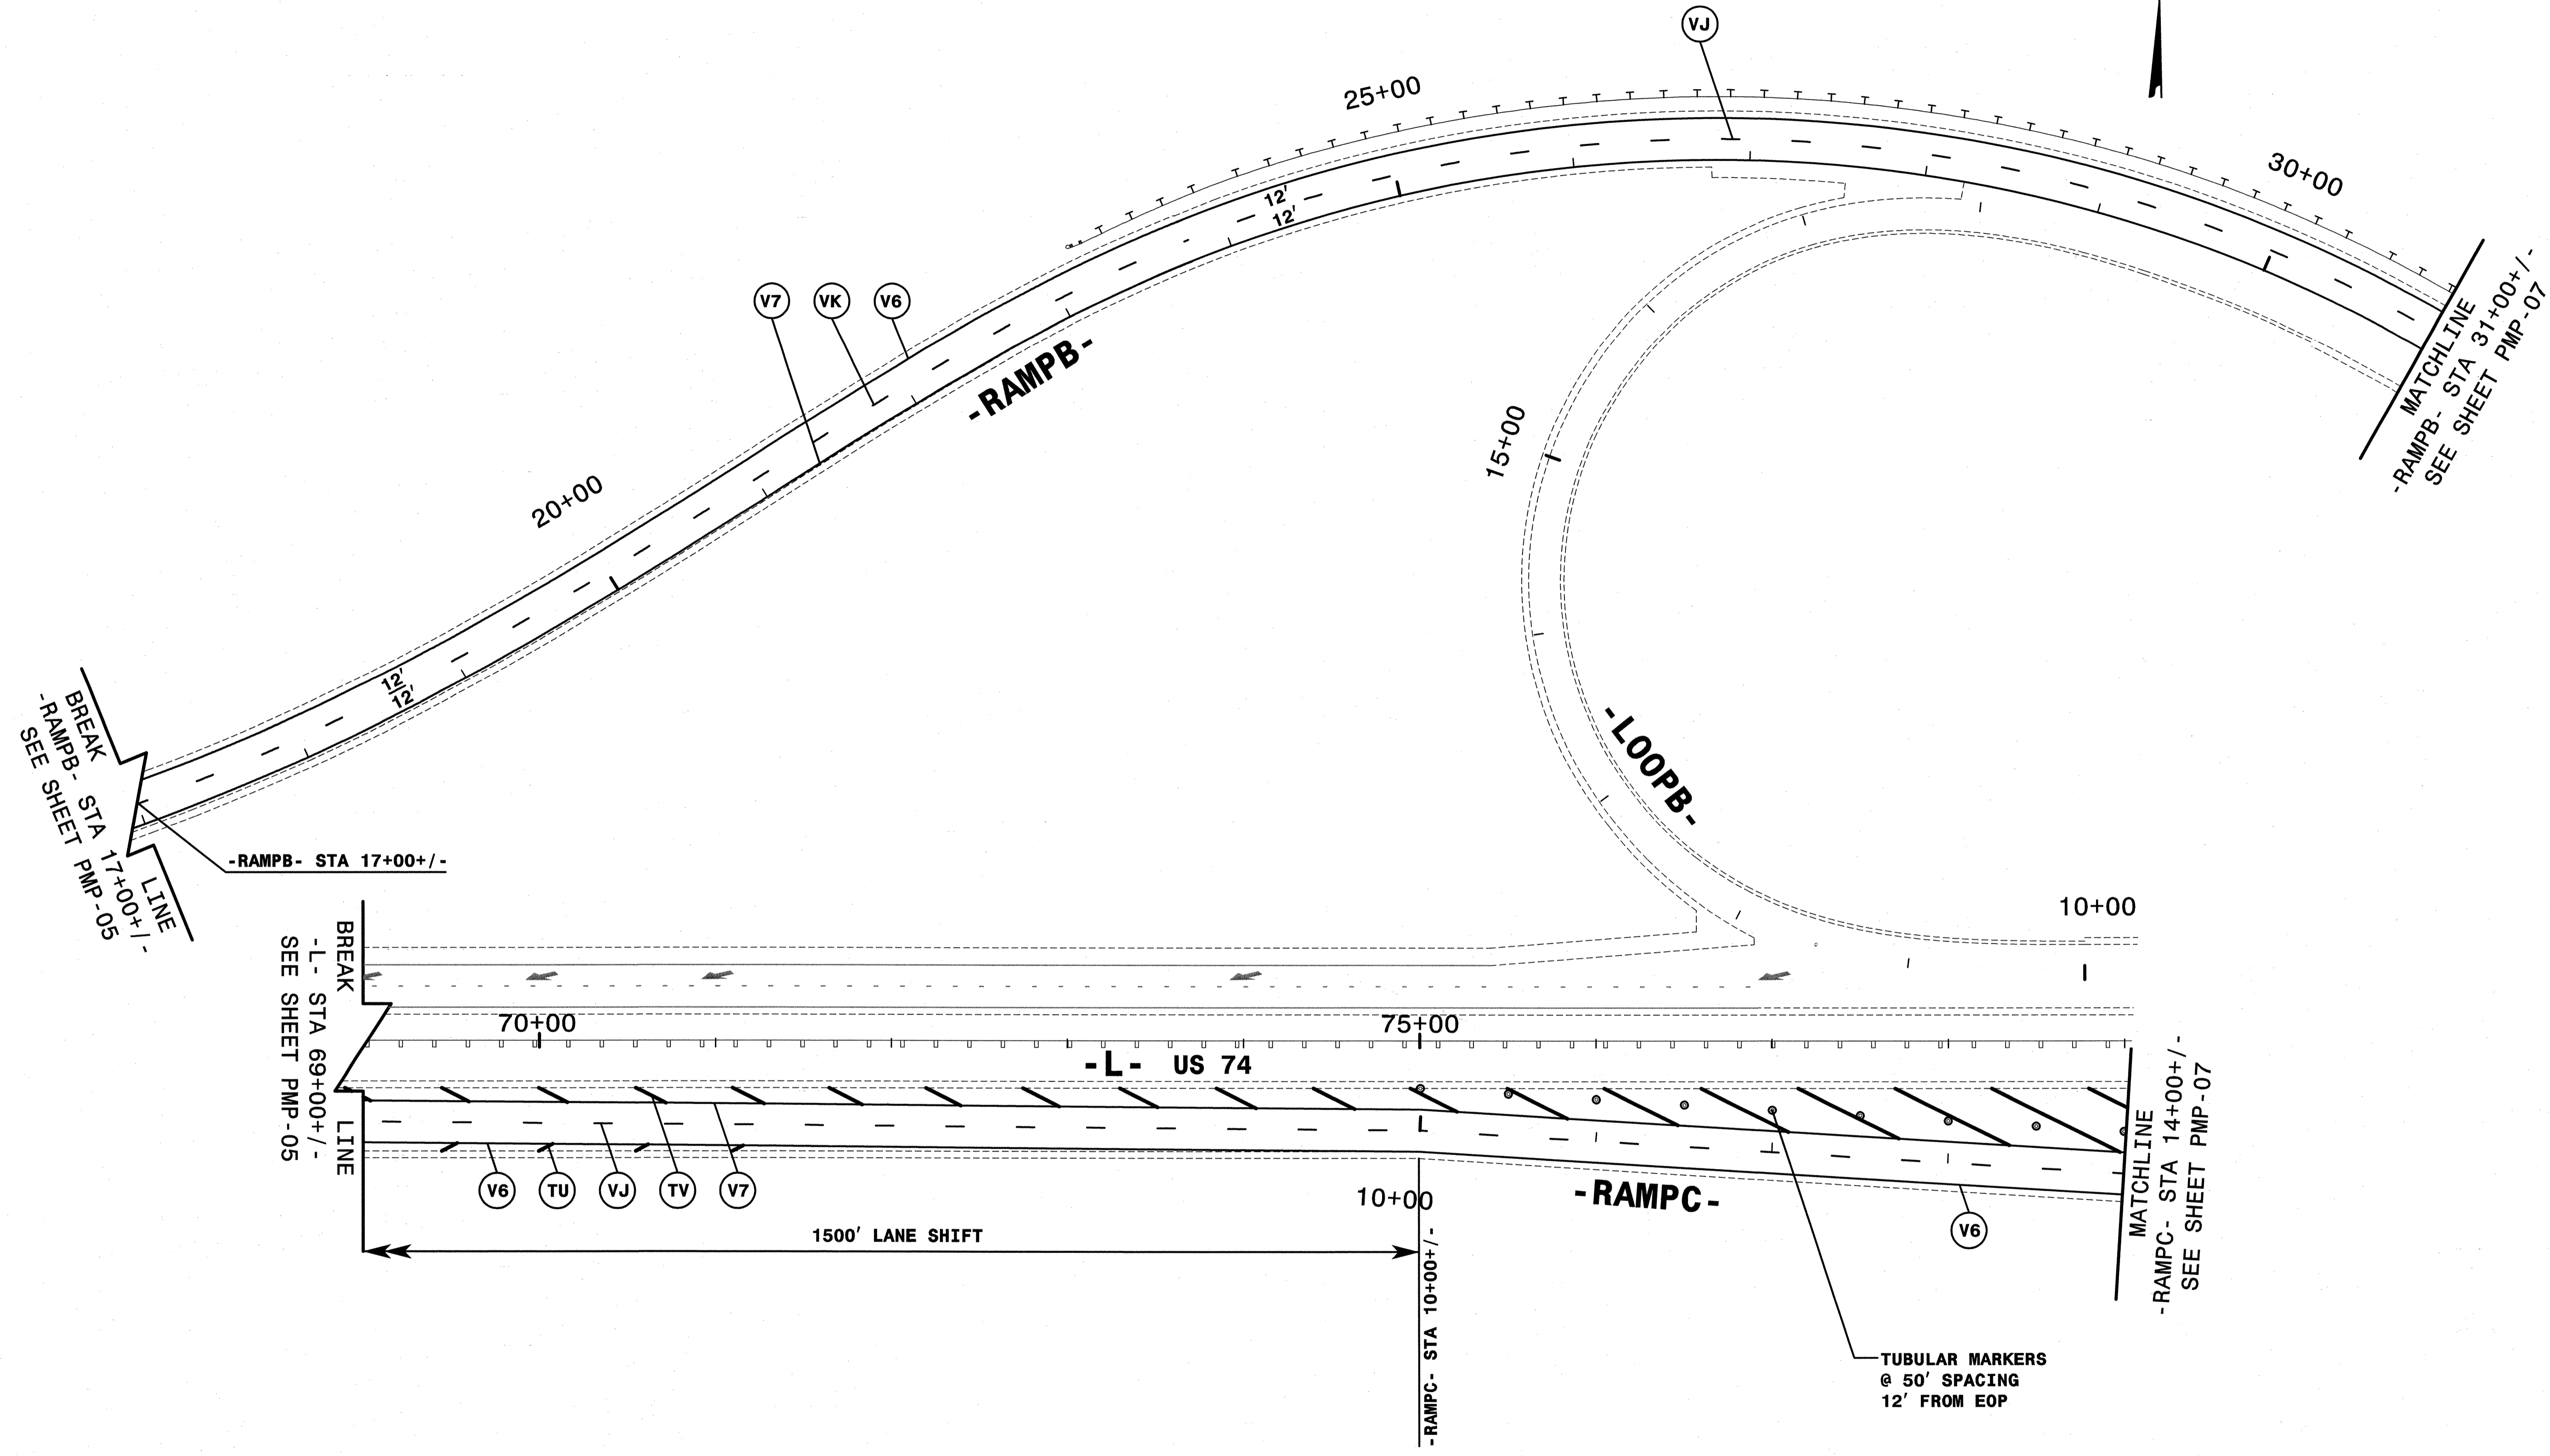 VJ
25+00
30+00
12'
12'
V7
VK
V6
-RAMPB-
MATCHLINE
-RAMPB- STA 31+00+/-
SEE SHEET PMP-07
20+00
15+00
12'
12'
BREAK LINE
-RAMPB- STA 17+00+/-
SEE SHEET PMP-05
-RAMPB- STA 17+00+/-
-LOOPB-
10+00
BREAK LINE
-L- STA 69+00+/-
SEE SHEET PMP-05
70+00
75+00
-L- US 74
V6
TU
VJ
TV
V7
10+00
-RAMPC-
V6
MATCHLINE
-RAMPC- STA 14+00+/-
SEE SHEET PMP-07
1500' LANE SHIFT
-RAMPC- STA 10+00+/-
TUBULAR MARKERS
@ 50' SPACING
12' FROM EOP